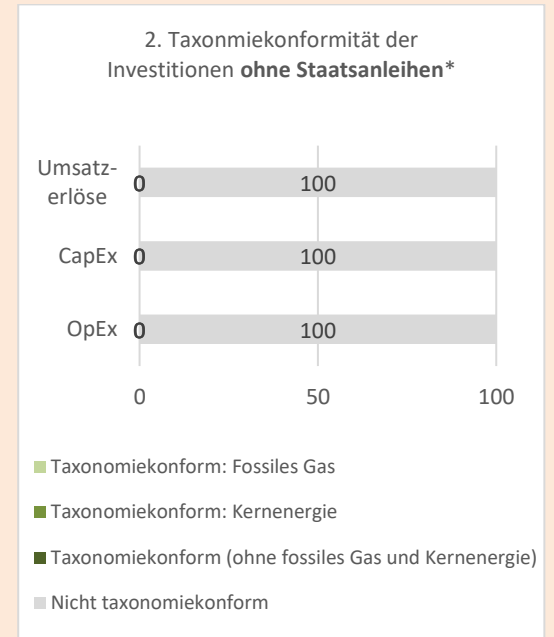 2. Taxonmiekonformität der
Investitionen ohne Staatsanleihen*
Umsatz-
erlöse
0 100
CapEx 0 100
OpEx 0 100
0 50 100
Taxonomiekonform: Fossiles Gas
Taxonomiekonform: Kernenergie
Taxonomiekonform (ohne fossiles Gas und Kernenergie)
Nicht taxonomiekonform